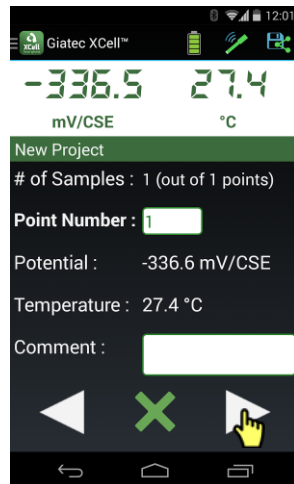 12:01
XCell Giatec XCell™
-336.5 27.4
mV/CSE °C
New Project
# of Samples : 1 (out of 1 points)
Point Number : 1
Potential : -336.6 mV/CSE
Temperature : 27.4 °C
Comment :